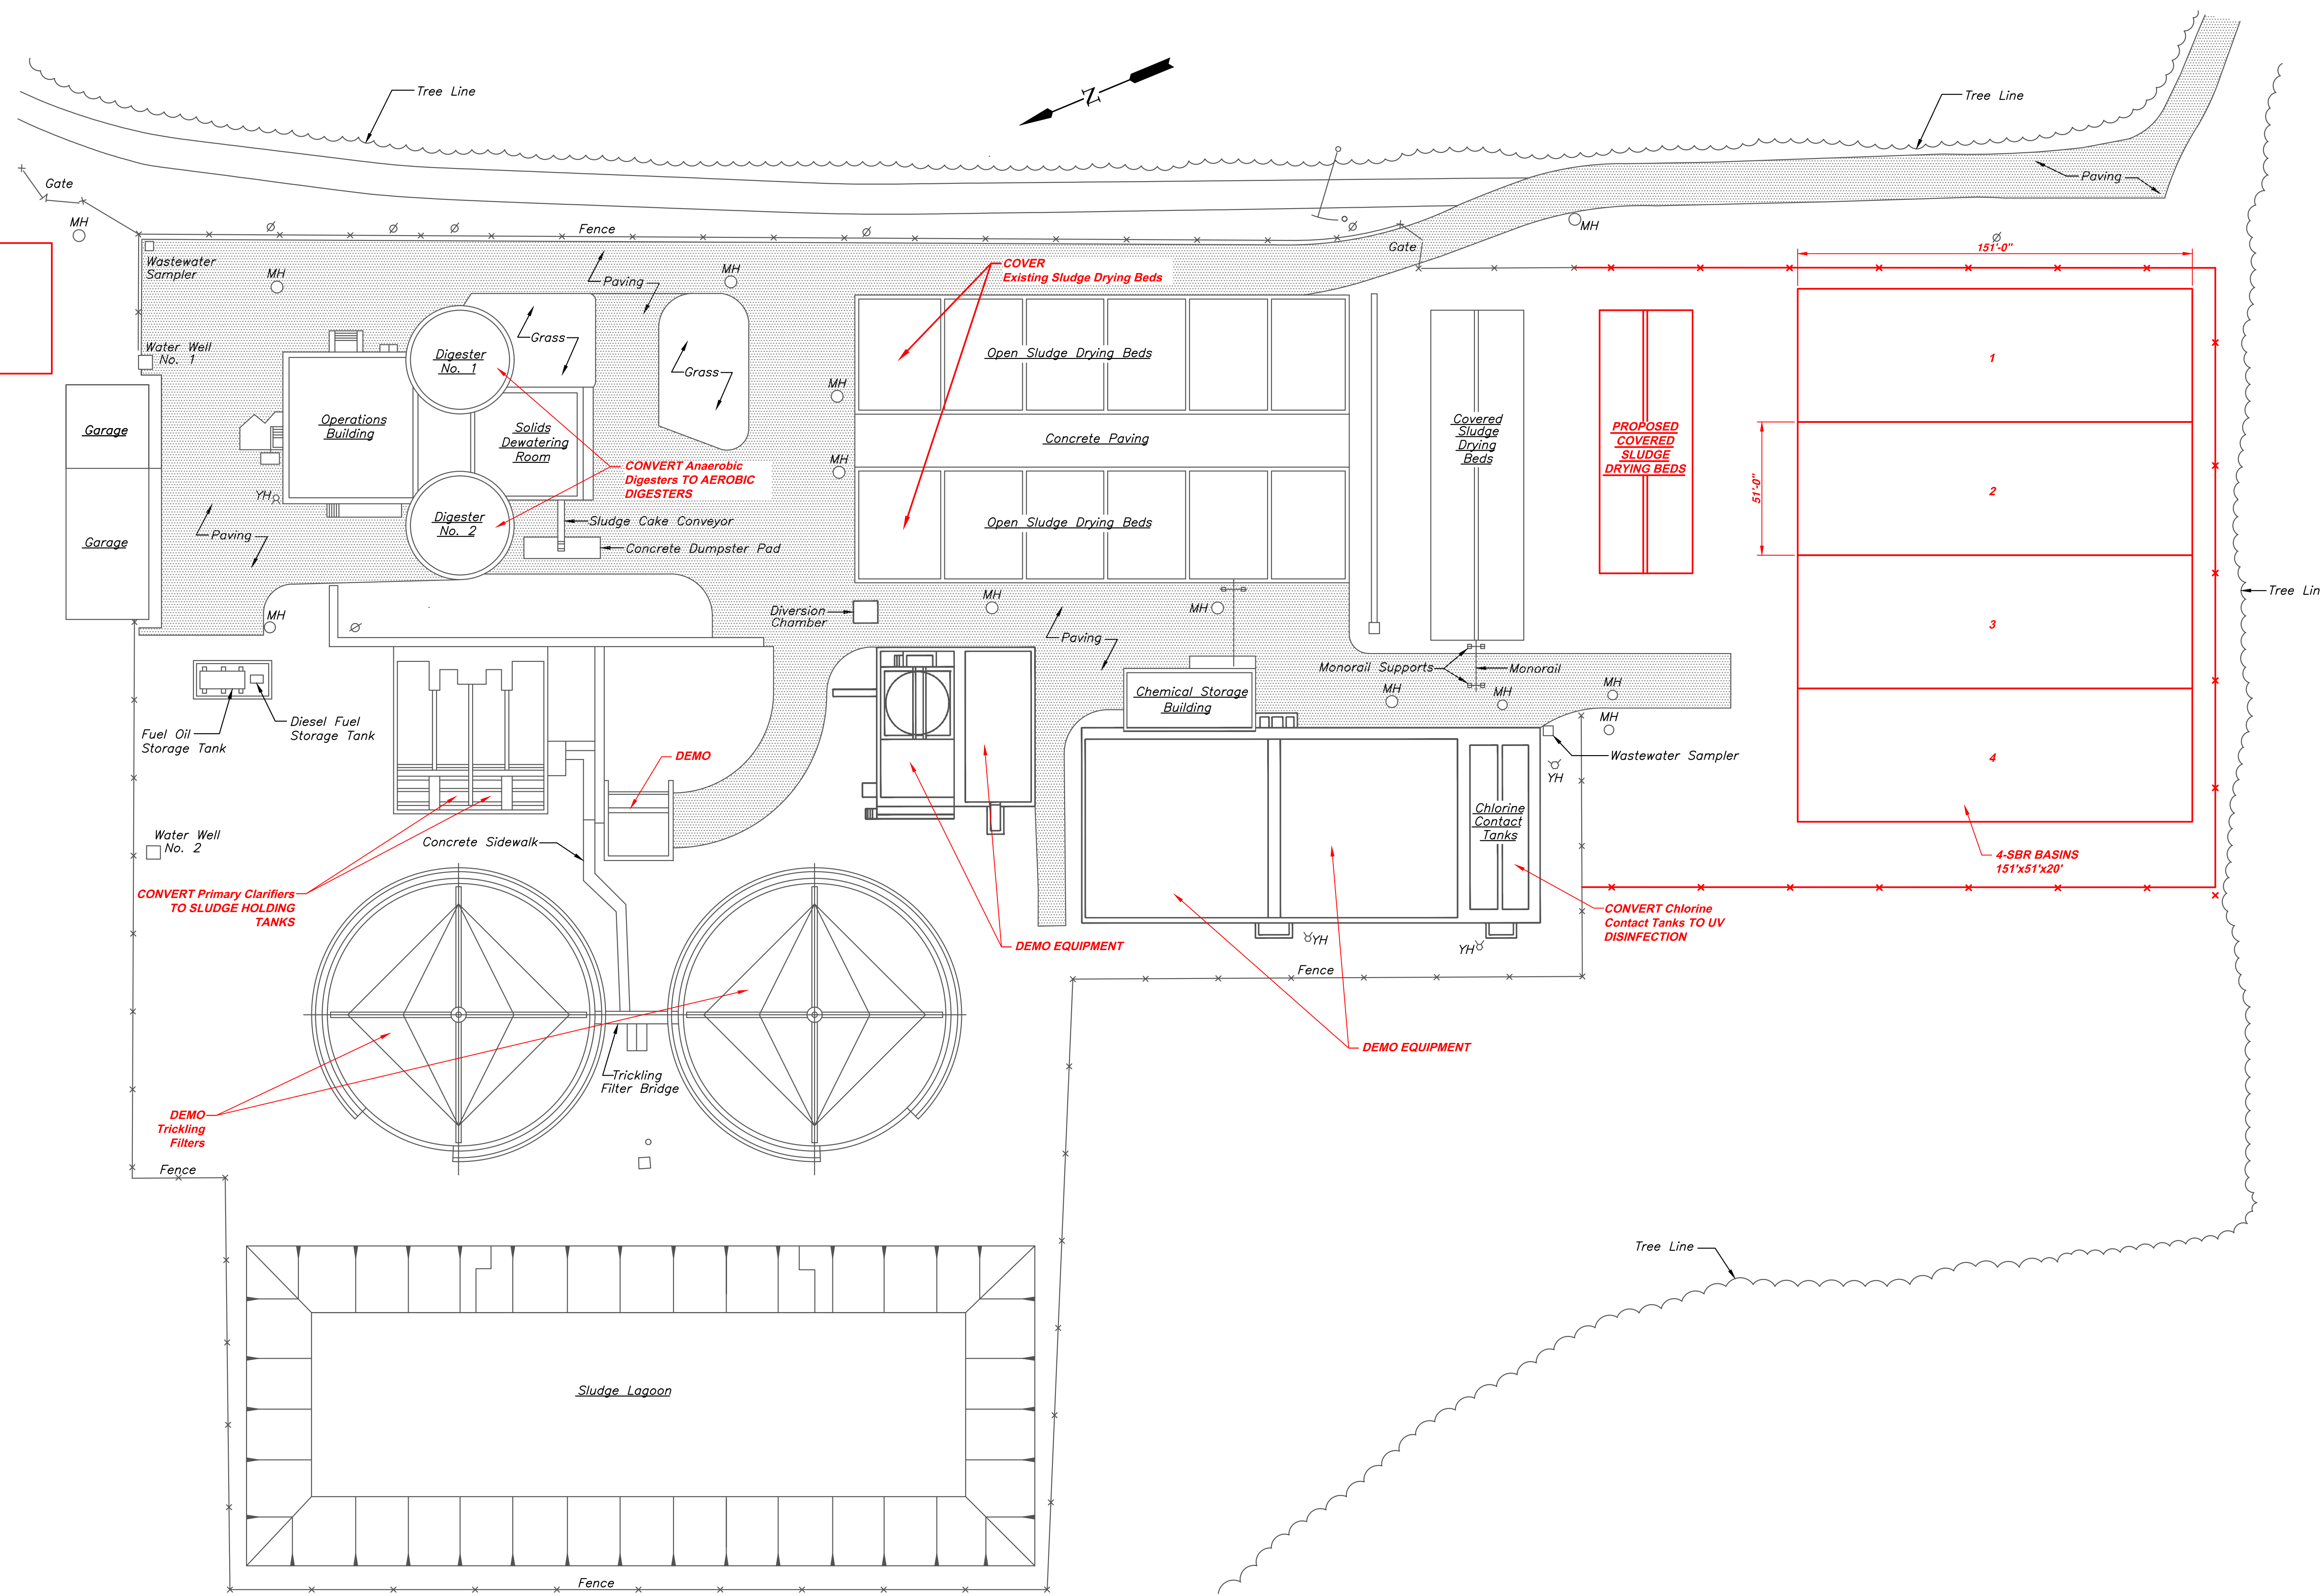 Tree Line
N
Tree Line
Paving
Gate
MH
Fence
MH
Gate
151'-0"
Wastewater
Sampler
MH
MH
Paving
COVER
Existing Sludge Drying Beds
Water Well
No. 1
Digester
No. 1
Grass
Grass
Open Sludge Drying Beds
1
MH
Garage
Operations
Building
Solids
Dewatering
Room
Concrete Paving
Covered
Sludge
Drying
Beds
PROPOSED
COVERED
SLUDGE
DRYING BEDS
MH
CONVERT Anaerobic
Digesters TO AEROBIC
DIGESTERS
51'-0"
2
YH
Digester
No. 2
Sludge Cake Conveyor
Open Sludge Drying Beds
Garage
Paving
Concrete Dumpster Pad
Tree Lin
MH
Diversion
Chamber
MH
MH
3
Paving
Monorail Supports
Monorail
MH
MH
MH
Chemical Storage
Building
MH
Fuel Oil
Storage Tank
Diesel Fuel
Storage Tank
DEMO
Wastewater Sampler
4
YH
Chlorine
Contact
Tanks
Water Well
No. 2
Concrete Sidewalk
4-SBR BASINS
151'x51'x20'
CONVERT Primary Clarifiers
TO SLUDGE HOLDING
TANKS
CONVERT Chlorine
Contact Tanks TO UV
DISINFECTION
DEMO EQUIPMENT
YH
YH
Fence
DEMO EQUIPMENT
Trickling
Filter Bridge
DEMO
Trickling
Filters
Fence
Tree Line
Sludge Lagoon
Fence